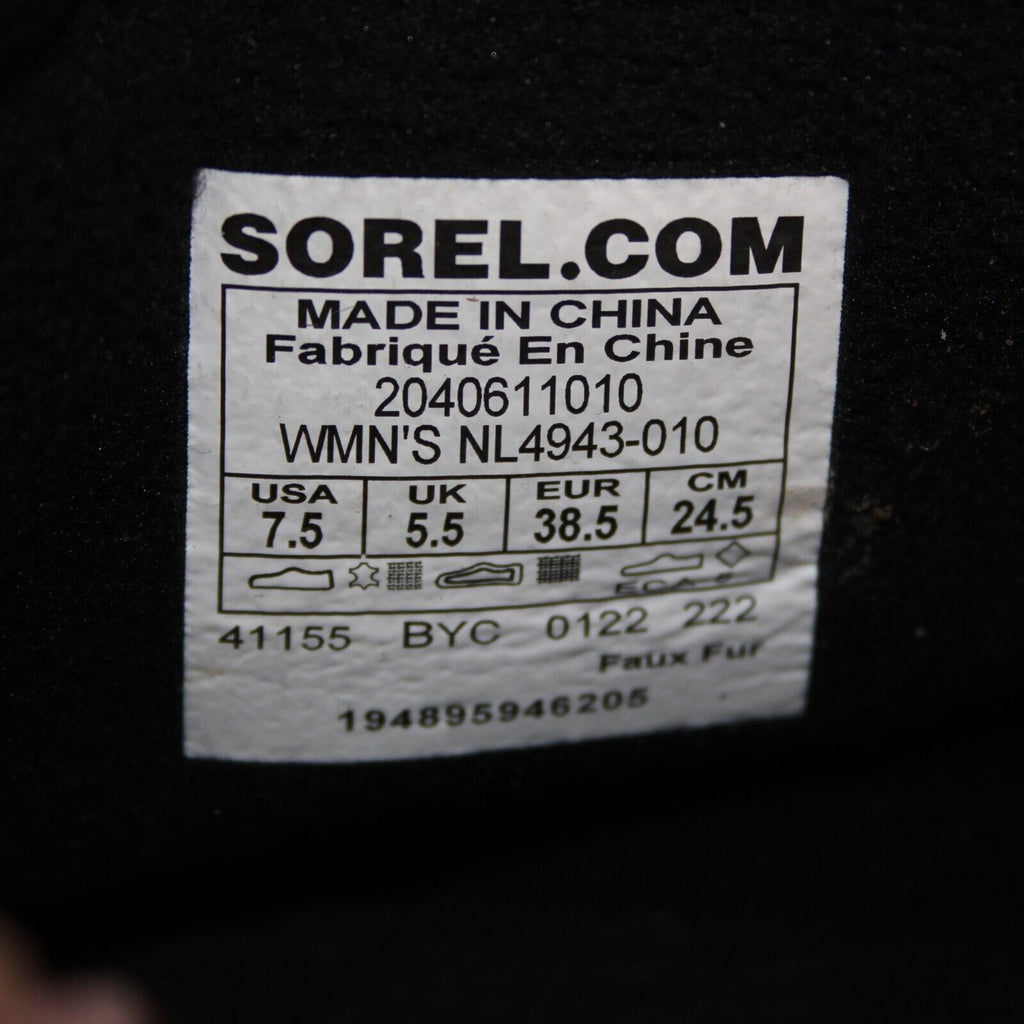 SOREL.COM
MADE IN CHINA
Fabriqué En Chine
2040611010
WMN'S NL4943-010
USA UK EUR CM
7.5 5.5 38.5 24.5
41155 BYC 0122 222
Faux Fur
194895946205